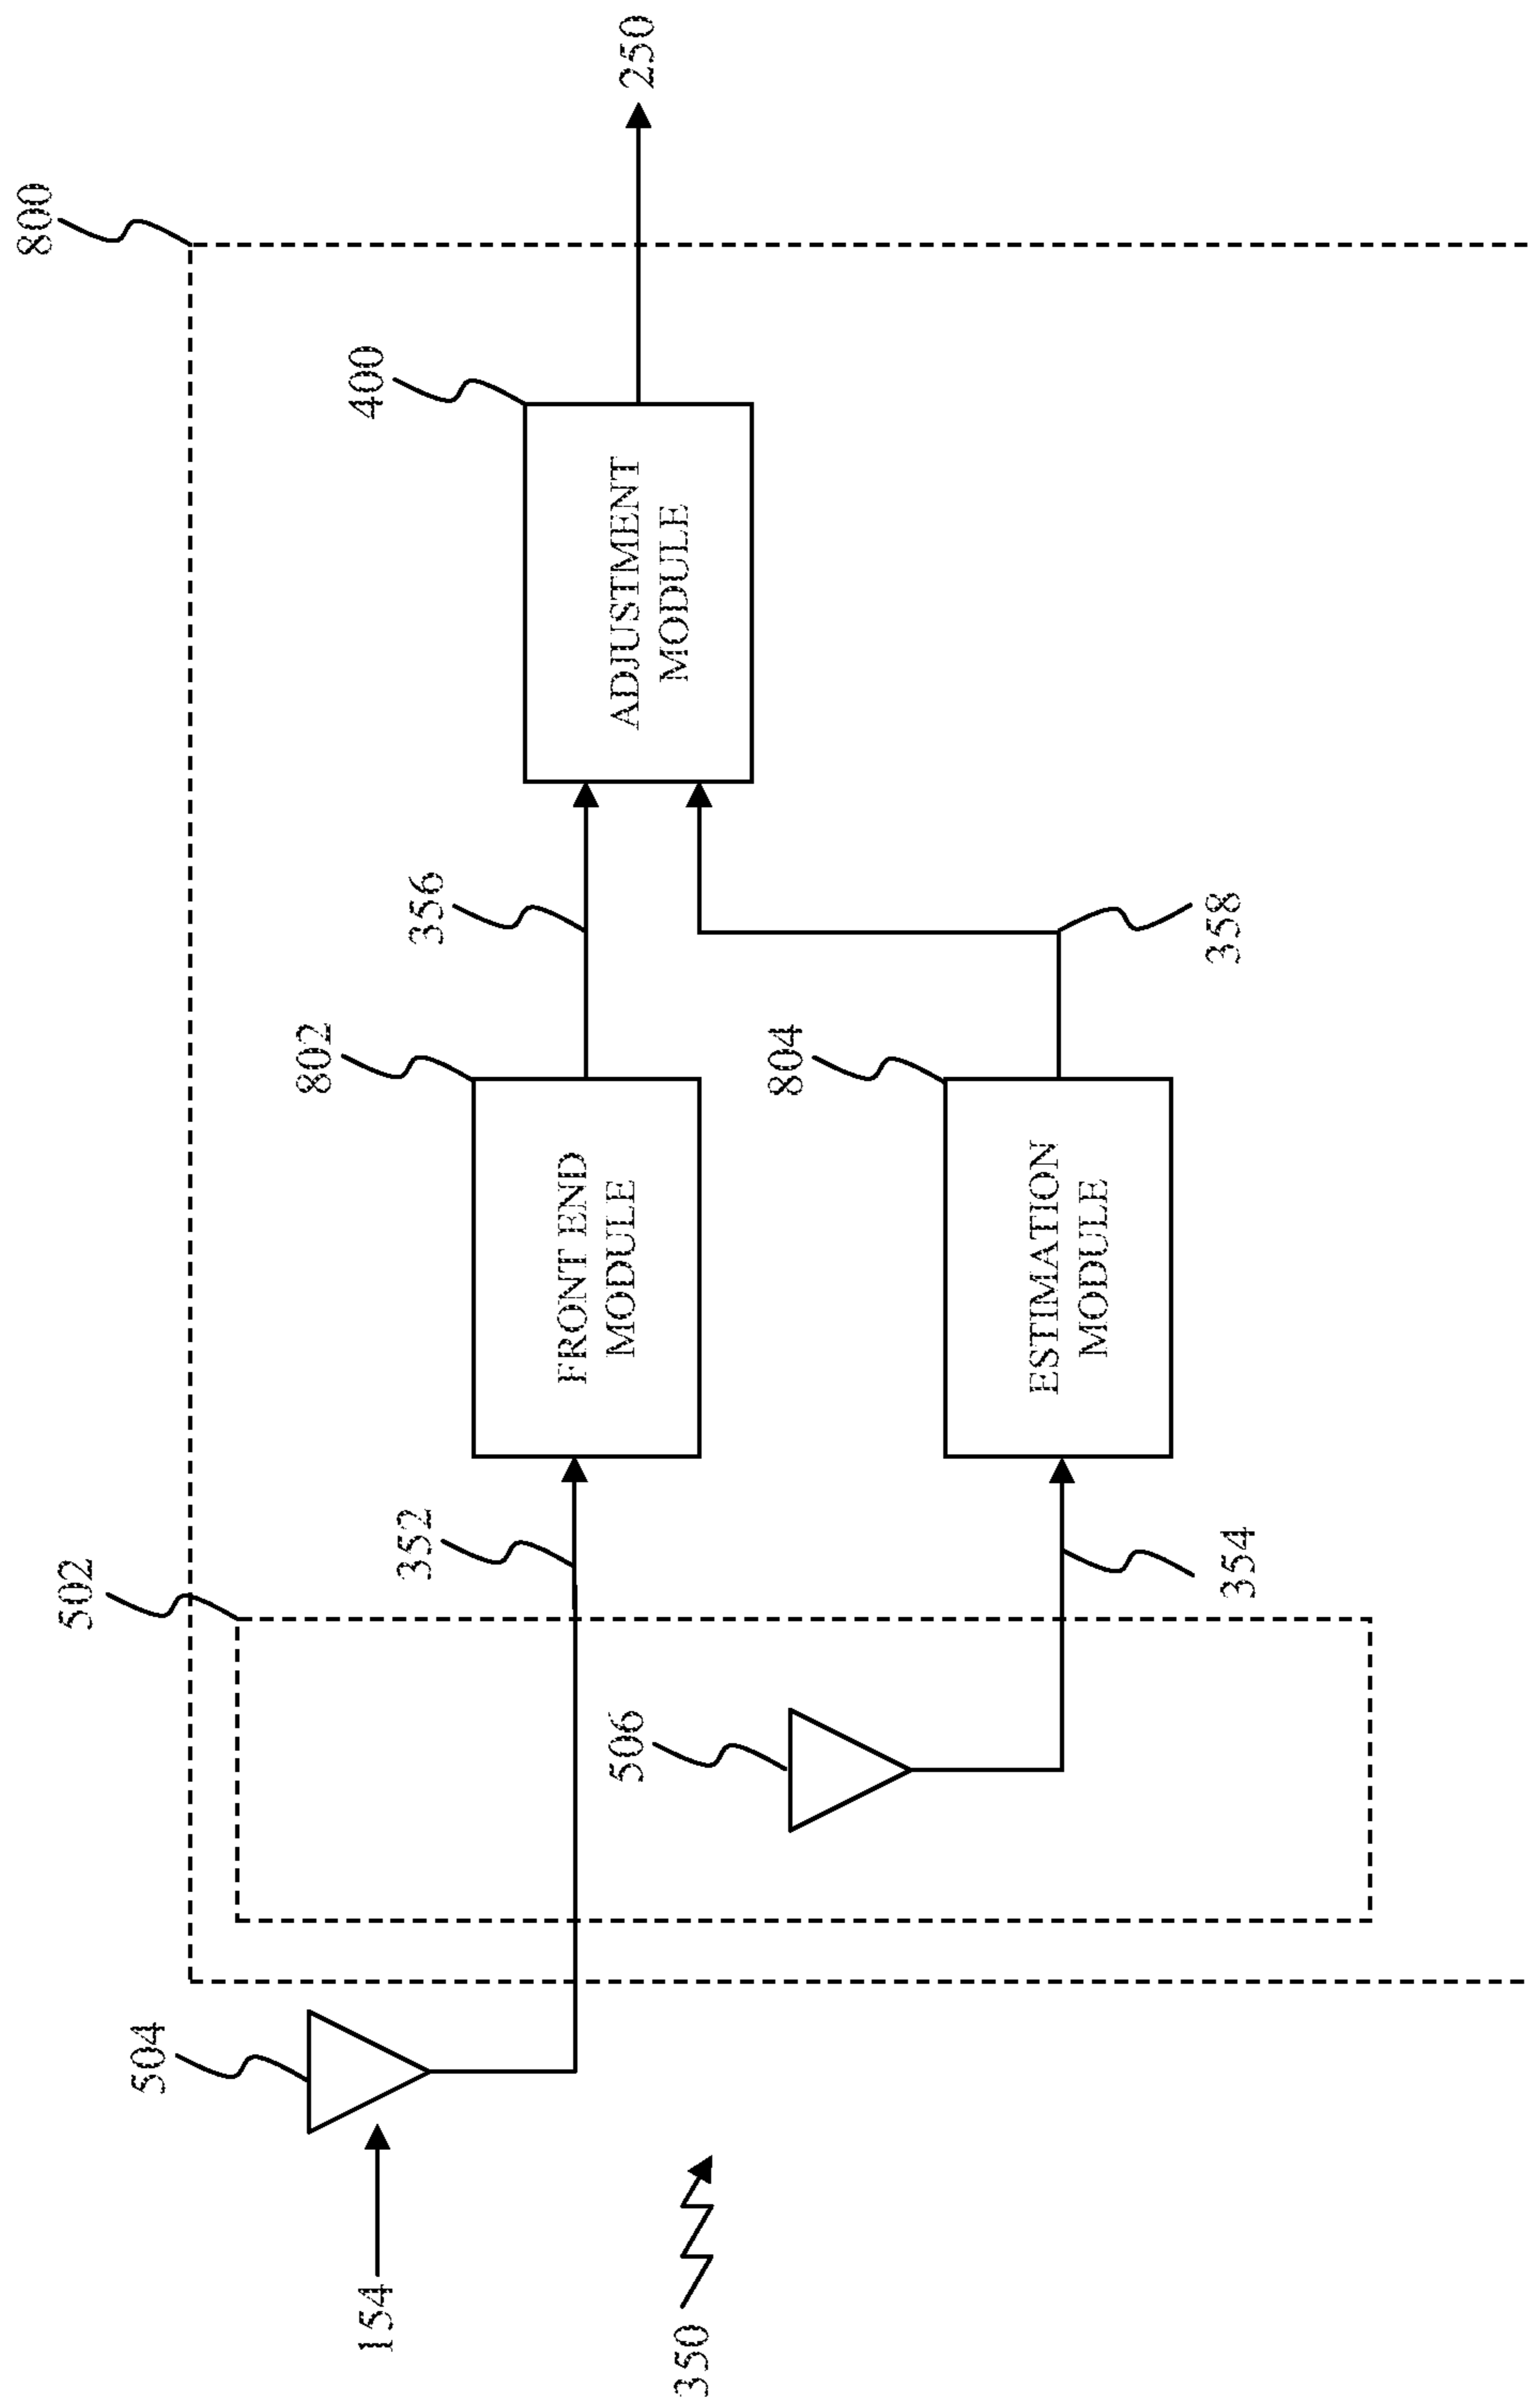 800
250
400
ADJUSTMENT
MODULE
356
358
802
FRONT END
MODULE
804
ESTIMATION
MODULE
502
352
354
506
504
154
350